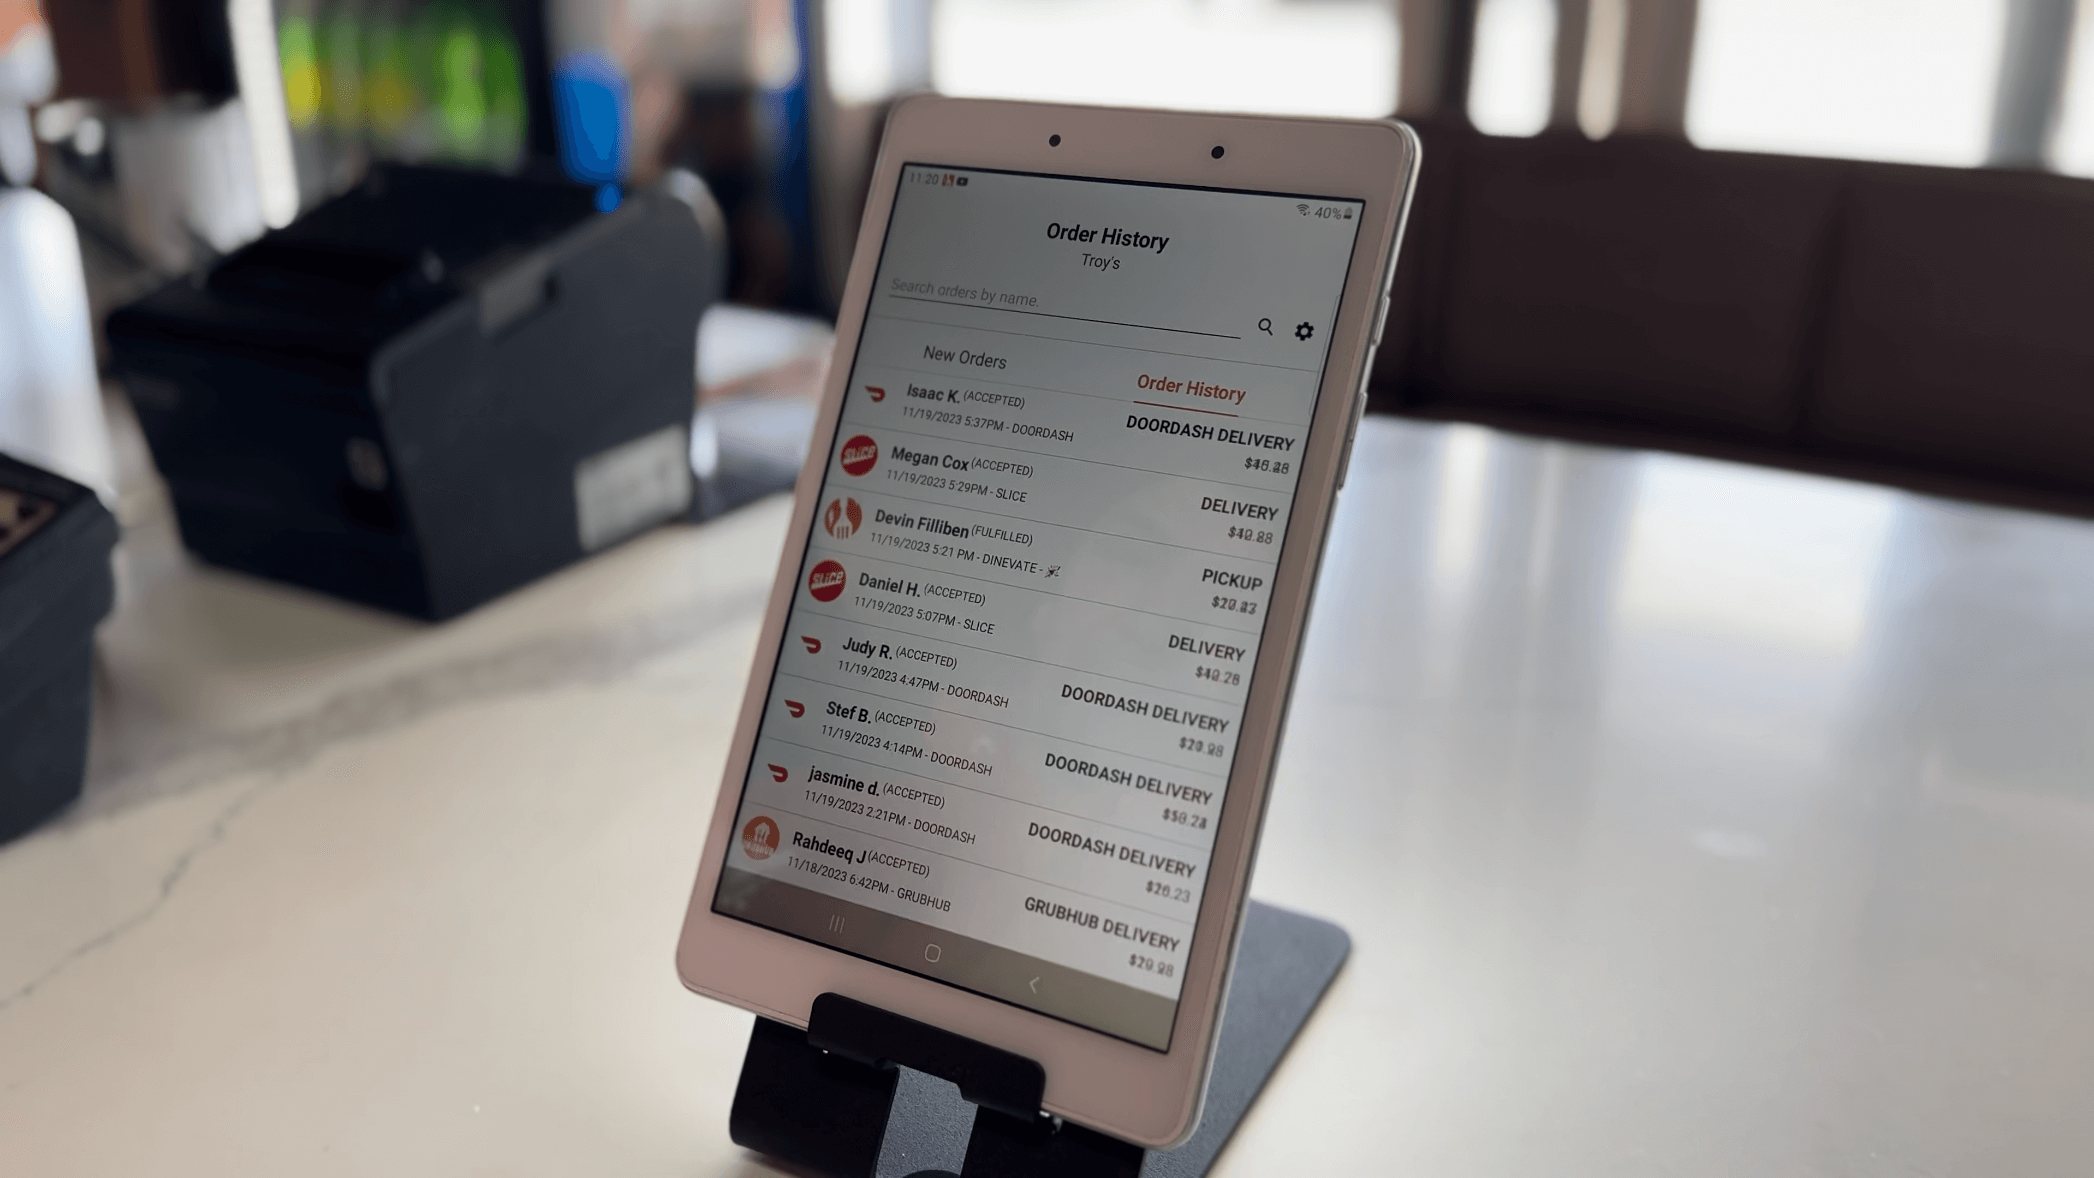 11:20
40%
Order History
Troy's
Search orders by name.
New Orders
Order History
Isaac K. (ACCEPTED)
DOORDASH DELIVERY
11/19/2023 5:37PM - DOORDASH
SLiCE
Megan Cox (ACCEPTED)
DELIVERY
11/19/2023 5:29PM - SLICE
Devin Filliben (FULFILLED)
PICKUP
11/19/2023 5:21 PM - DINEVATE -
SLiCE
Daniel H. (ACCEPTED)
DELIVERY
11/19/2023 5:07PM - SLICE
Judy R. (ACCEPTED)
DOORDASH DELIVERY
11/19/2023 4:47PM - DOORDASH
Stef B. (ACCEPTED)
DOORDASH DELIVERY
11/19/2023 4:14PM - DOORDASH
jasmine d. (ACCEPTED)
DOORDASH DELIVERY
11/19/2023 2:21PM - DOORDASH
Rahdeeq J (ACCEPTED)
GRUBHUB DELIVERY
11/18/2023 6:42PM - GRUBHUB